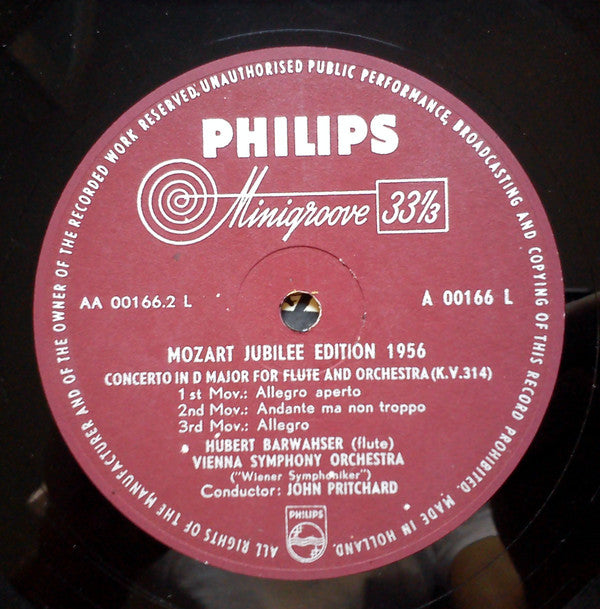 ALL RIGHTS OF THE MANUFACTURER AND OF THE OWNER OF THE RECORDED WORK RESERVED. UNAUTHORISED PUBLIC PERFORMANCE, BROADCASTING AND COPYING OF THIS RECORD PROHIBITED. MADE IN HOLLAND.
PHILIPS
Minigroove 33⅓
AA 00166.2 L
A 00166 L
2
MOZART JUBILEE EDITION 1956
CONCERTO IN D MAJOR FOR FLUTE AND ORCHESTRA (K.V.314)
1st Mov.: Allegro aperto
2nd Mov.: Andante ma non troppo
3rd Mov.: Allegro
HUBERT BARWAHSER (flute)
VIENNA SYMPHONY ORCHESTRA
("Wiener Symphoniker")
Conductor: JOHN PRITCHARD
PHILIPS